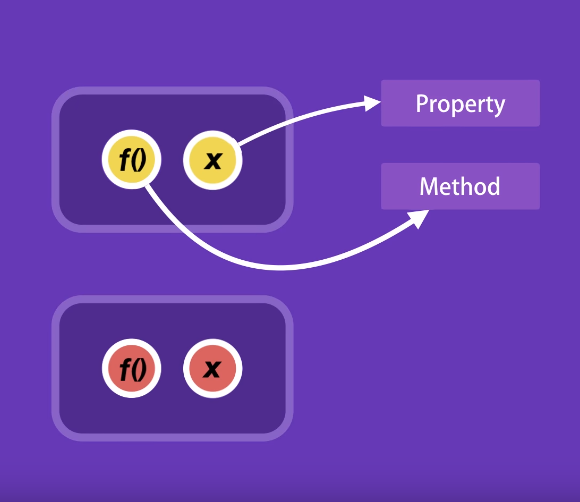 Property
f() x
Method
f() x